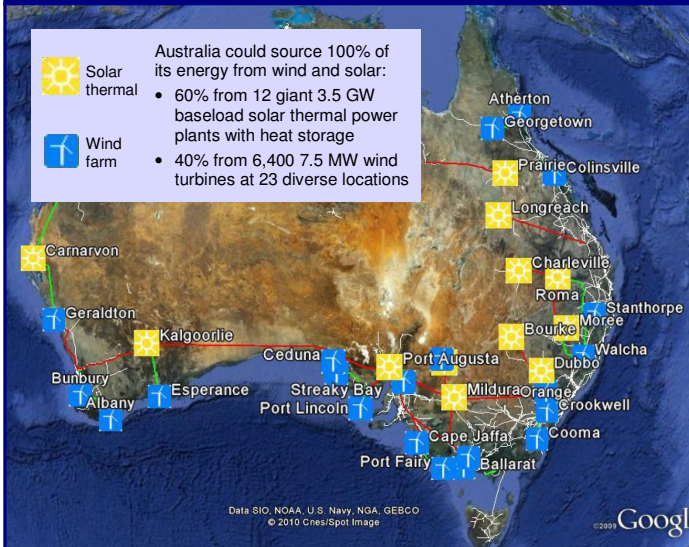 Solar
thermal
Wind
farm
Australia could source 100% of
its energy from wind and solar:
• 60% from 12 giant 3.5 GW
baseload solar thermal power
plants with heat storage
• 40% from 6,400 7.5 MW wind
turbines at 23 diverse locations
Atherton
Georgetown
Prairie
Colinsville
Longreach
Carnarvon
Charleville
Roma
Geraldton
Stanthorpe
Moree
Kalgoorlie
Bourke
Walcha
Ceduna
Port Augusta
Dubbo
Bunbury
Streaky Bay
Mildura
Orange
Albany
Esperance
Port Lincoln
Crookwell
Cape Jaffa
Cooma
Port Fairy
Ballarat
Data SIO, NOAA, U.S. Navy, NGA, GEBCO
© 2010 Cnes/Spot Image
©2009 Googl